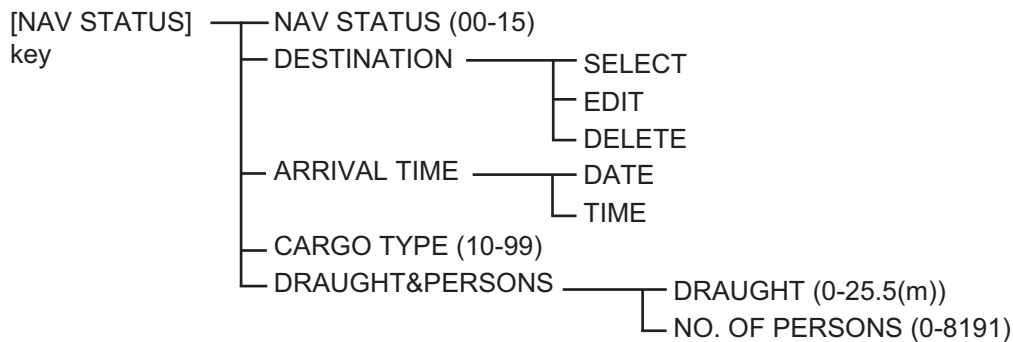 [NAV STATUS]
key
NAV STATUS (00-15)
DESTINATION
SELECT
EDIT
DELETE
ARRIVAL TIME
DATE
TIME
CARGO TYPE (10-99)
DRAUGHT&PERSONS
DRAUGHT (0-25.5(m))
NO. OF PERSONS (0-8191)